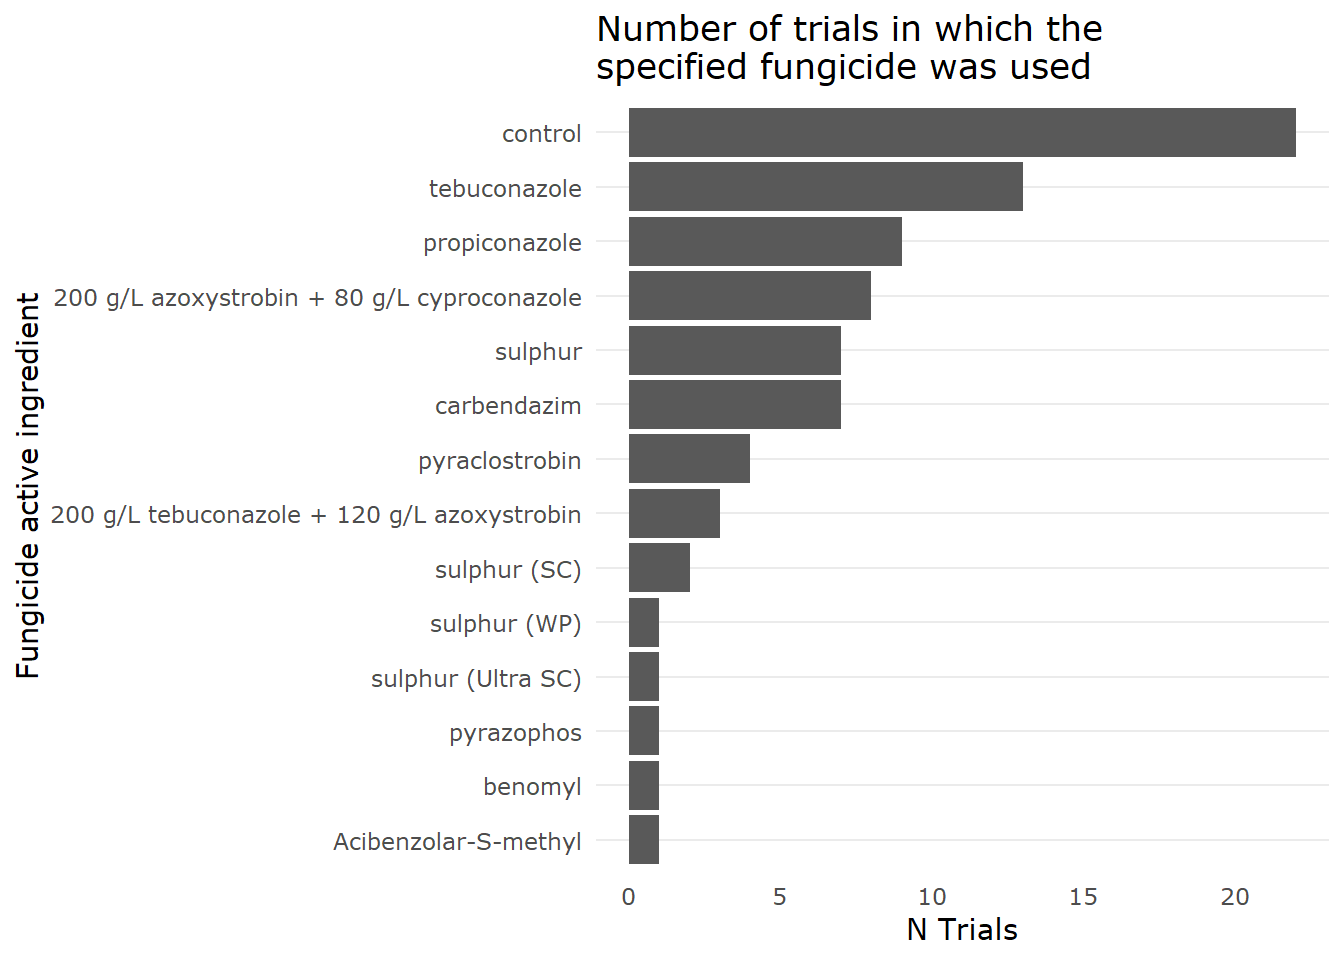 Number of trials in which the
specified fungicide was used
Fungicide active ingredient
control
tebuconazole
propiconazole
200 g/L azoxystrobin + 80 g/L cyproconazole
sulphur
carbendazim
pyraclostrobin
200 g/L tebuconazole + 120 g/L azoxystrobin
sulphur (SC)
sulphur (WP)
sulphur (Ultra SC)
pyrazophos
benomyl
Acibenzolar-S-methyl
0 5 10 15 20
N Trials